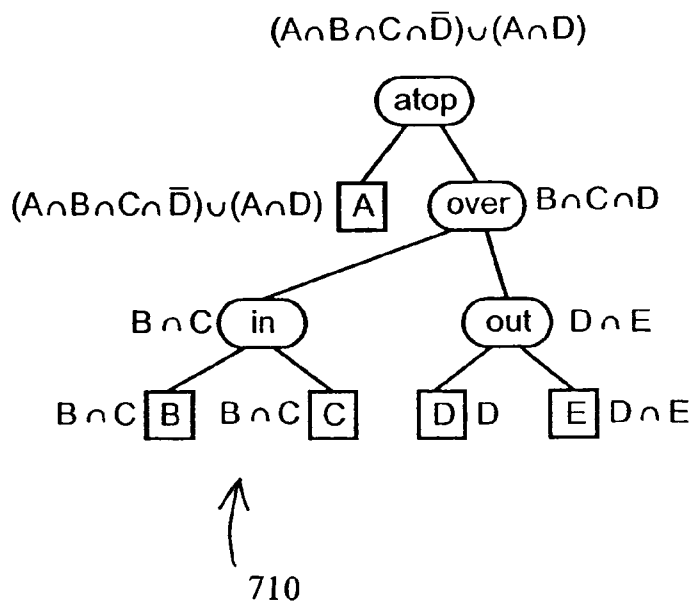 (A∩B∩C∩D̅)∪(A∩D)
atop
(A∩B∩C∩D̅)∪(A∩D) A over B∩C∩D
B∩C in out D∩E
B∩C B B∩C C D D E D∩E
710